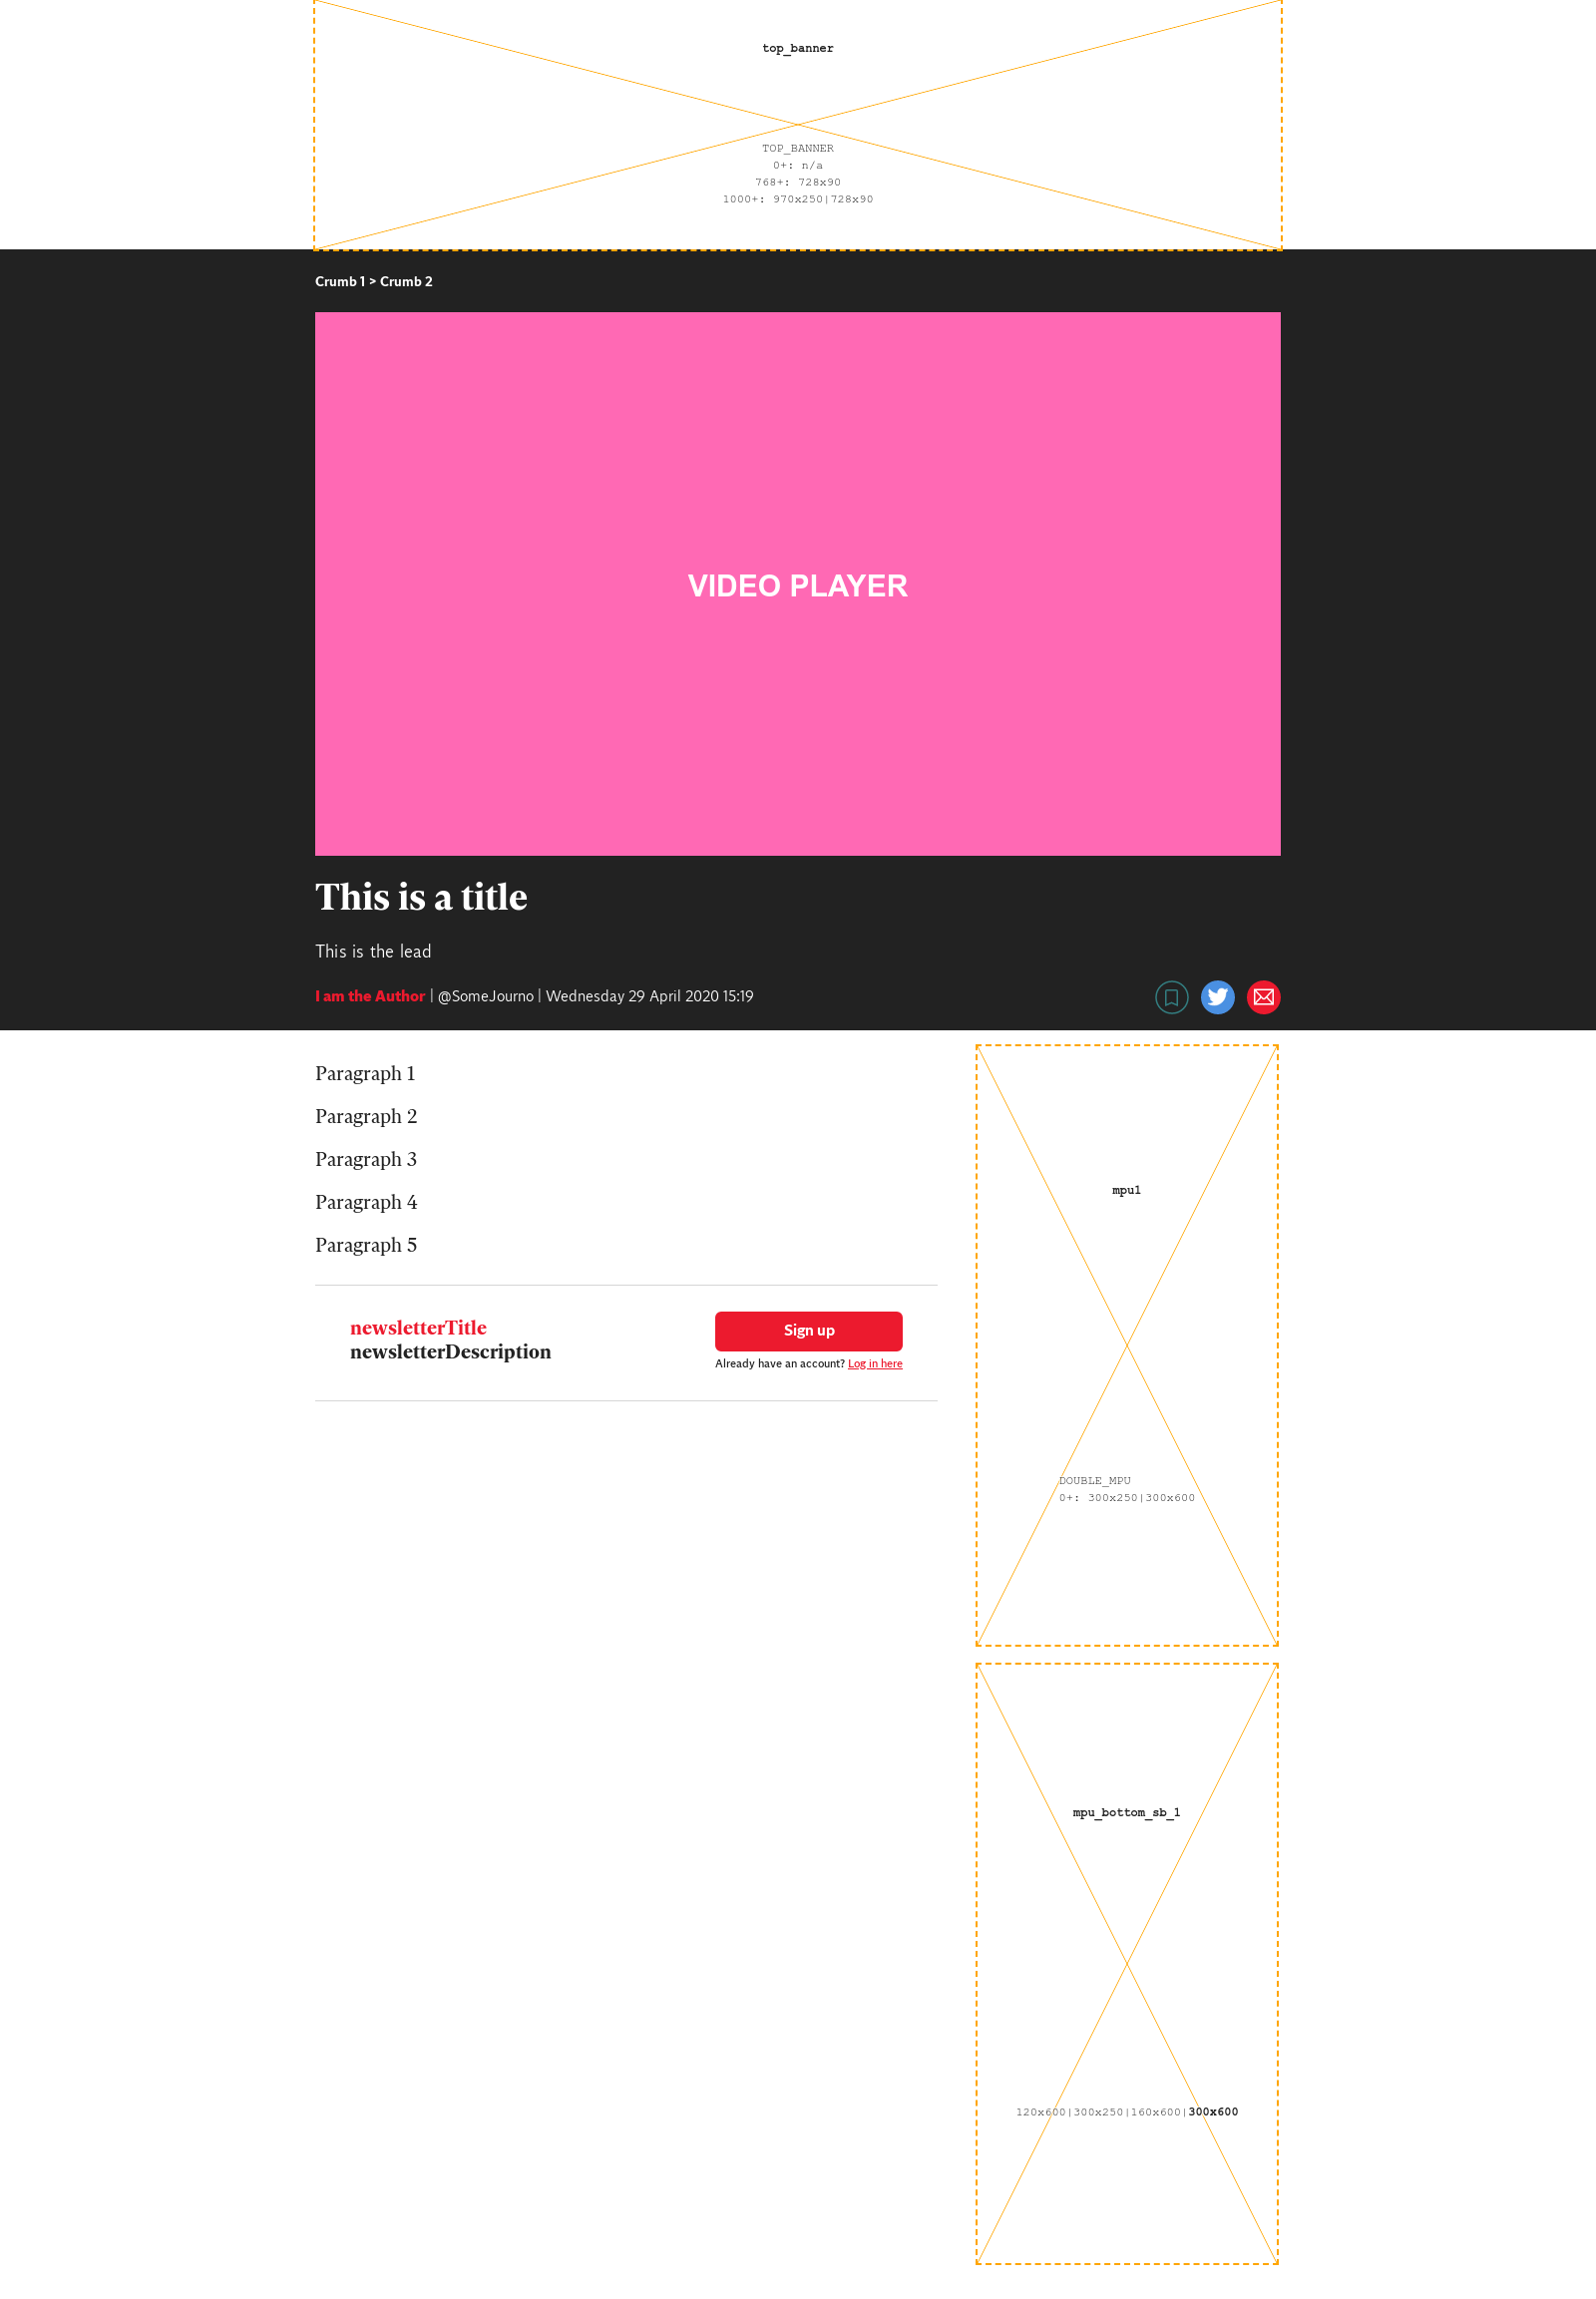 top_banner
TOP_BANNER
0+: n/a
768+: 728x90
1000+: 970x250|728x90
Crumb 1 > Crumb 2
VIDEO PLAYER
This is a title
This is the lead
I am the Author | @SomeJourno | Wednesday 29 April 2020 15:19
Paragraph 1
Paragraph 2
Paragraph 3
Paragraph 4
Paragraph 5
newsletterTitle
newsletterDescription
Sign up
Already have an account? Log in here
mpu1
DOUBLE_MPU
0+: 300x250|300x600
mpu_bottom_sb_1
120x600|300x250|160x600|300x600